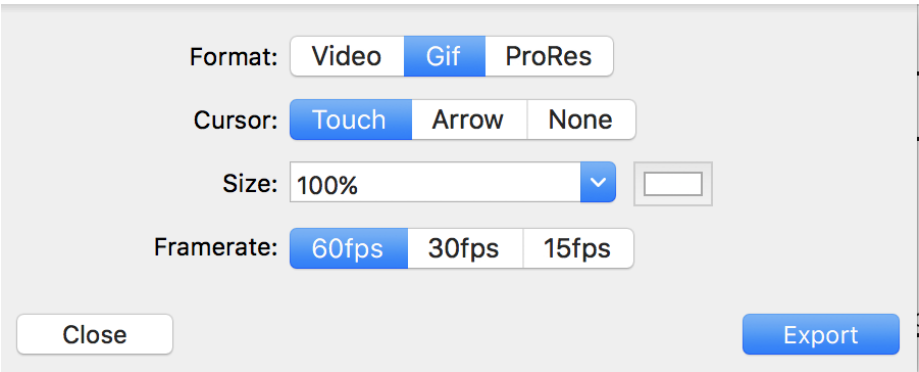 Format: Video Gif ProRes
Cursor: Touch Arrow None
Size: 100%
Framerate: 60fps 30fps 15fps
Close Export